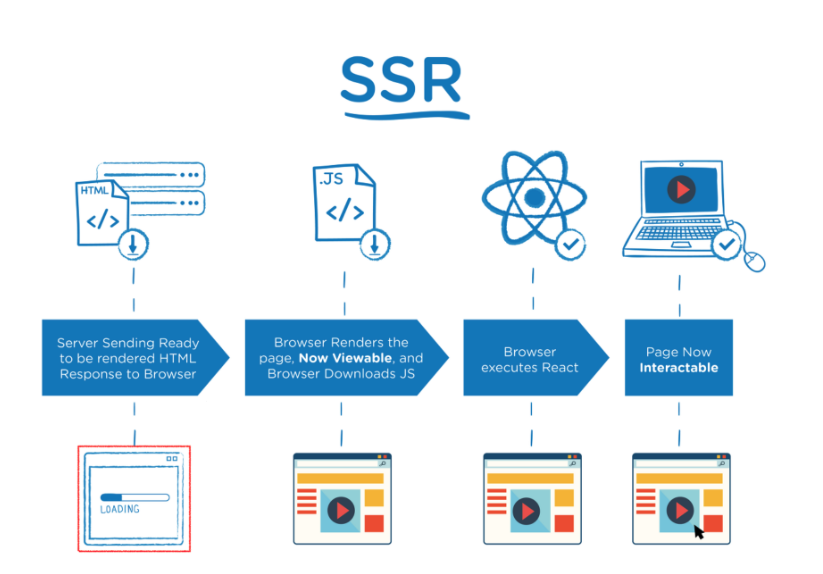 SSR
HTML
</>
.JS
</>
Server Sending Ready
to be rendered HTML
Response to Browser
Browser Renders the
page, Now Viewable, and
Browser Downloads JS
Browser
executes React
Page Now
Interactable
LOADING